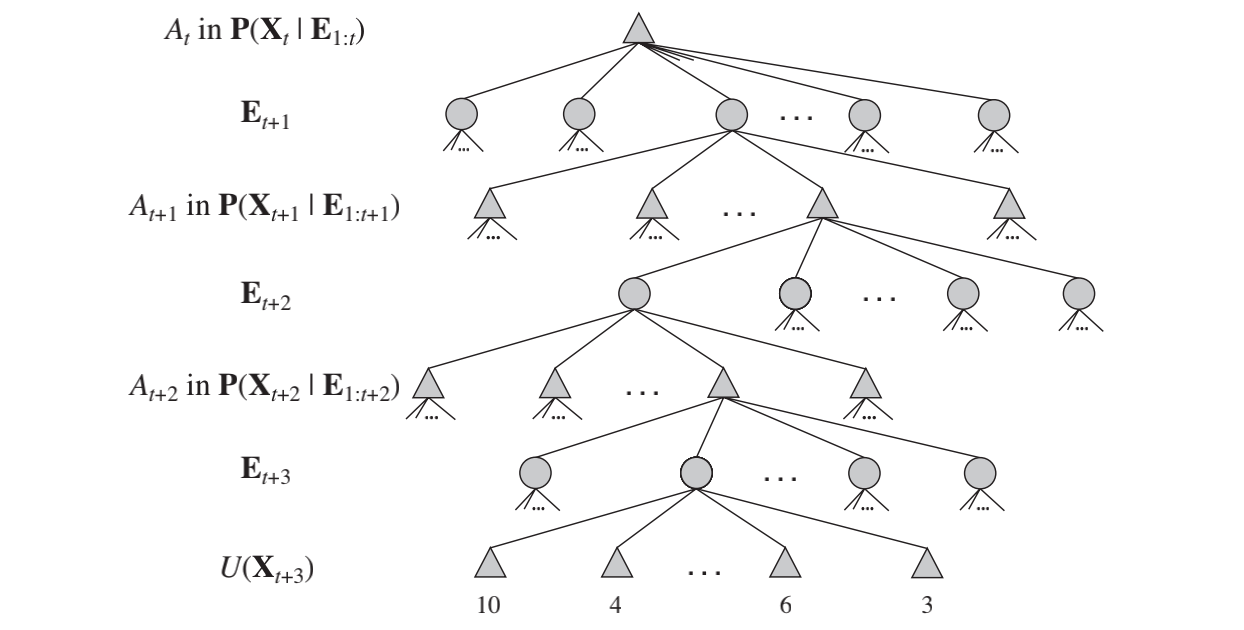 A_t in P(X_t | E_{1:t})
E_{t+1}
. . .
... ... ... ...
A_{t+1} in P(X_{t+1} | E_{1:t+1})
. . .
... ... ... ...
E_{t+2}
. . .
... ... ...
A_{t+2} in P(X_{t+2} | E_{1:t+2})
. . .
... ... ...
E_{t+3}
. . .
... ... ...
U(X_{t+3})
. . .
10 4 6 3